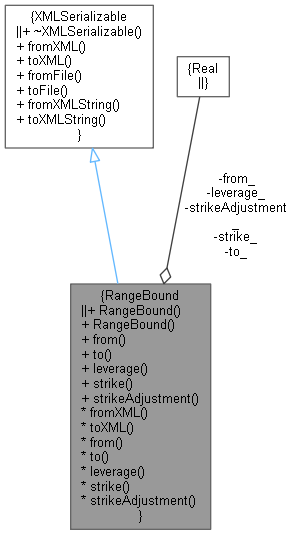 {XMLSerializable
||+ ~XMLSerializable()
+ fromXML()
+ toXML()
+ fromFile()
+ toFile()
+ fromXMLString()
+ toXMLString()
}
{Real
||}
-from_
-leverage_
-strikeAdjustment
_
-strike_
-to_
{RangeBound
||+ RangeBound()
+ RangeBound()
+ from()
+ to()
+ leverage()
+ strike()
+ strikeAdjustment()
* fromXML()
* toXML()
* from()
* to()
* leverage()
* strike()
* strikeAdjustment()
}